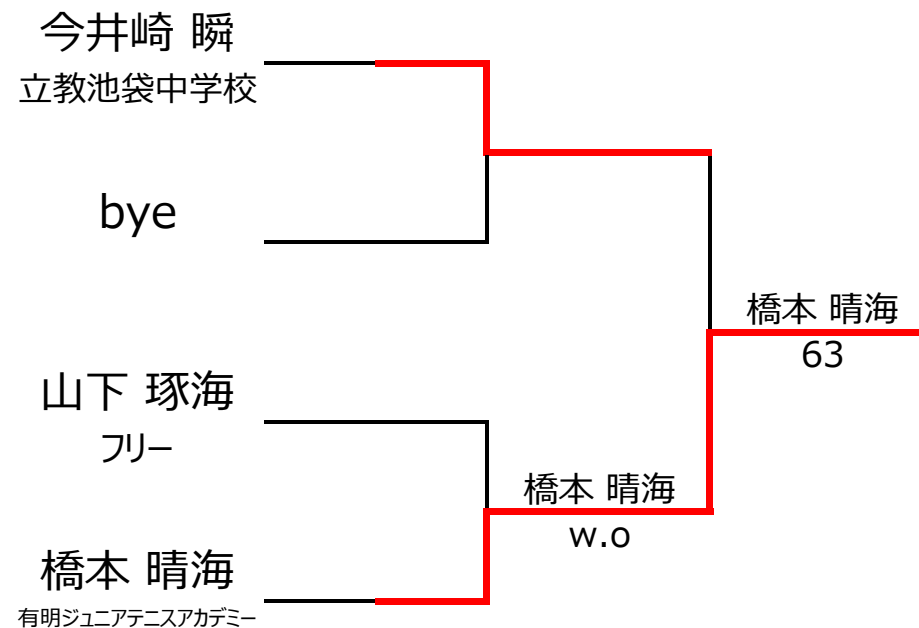 今井崎 瞬
立教池袋中学校
bye
山下 琢海
フリー
橋本 晴海
有明ジュニアテニスアカデミー
橋本 晴海
w.o
橋本 晴海
63